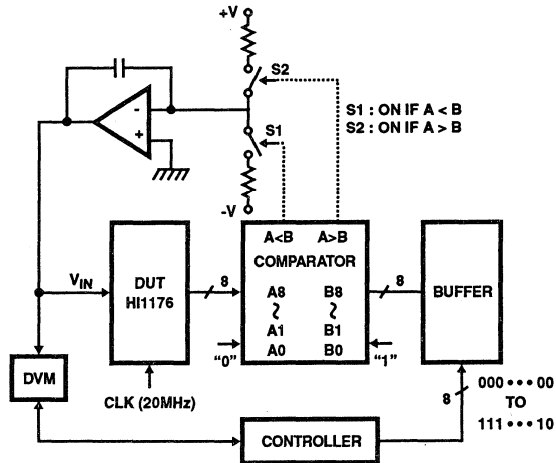 +V
S2
S1 : ON IF A < B
S2 : ON IF A > B
-
+
S1
-V
A<B A>B
COMPARATOR
VIN
DUT
HI1176
8
A8 B8
A1 B1
A0 B0
8
BUFFER
"0"
"1"
DVM
CLK (20MHz)
8
000 • • • 00
TO
111 • • • 10
CONTROLLER